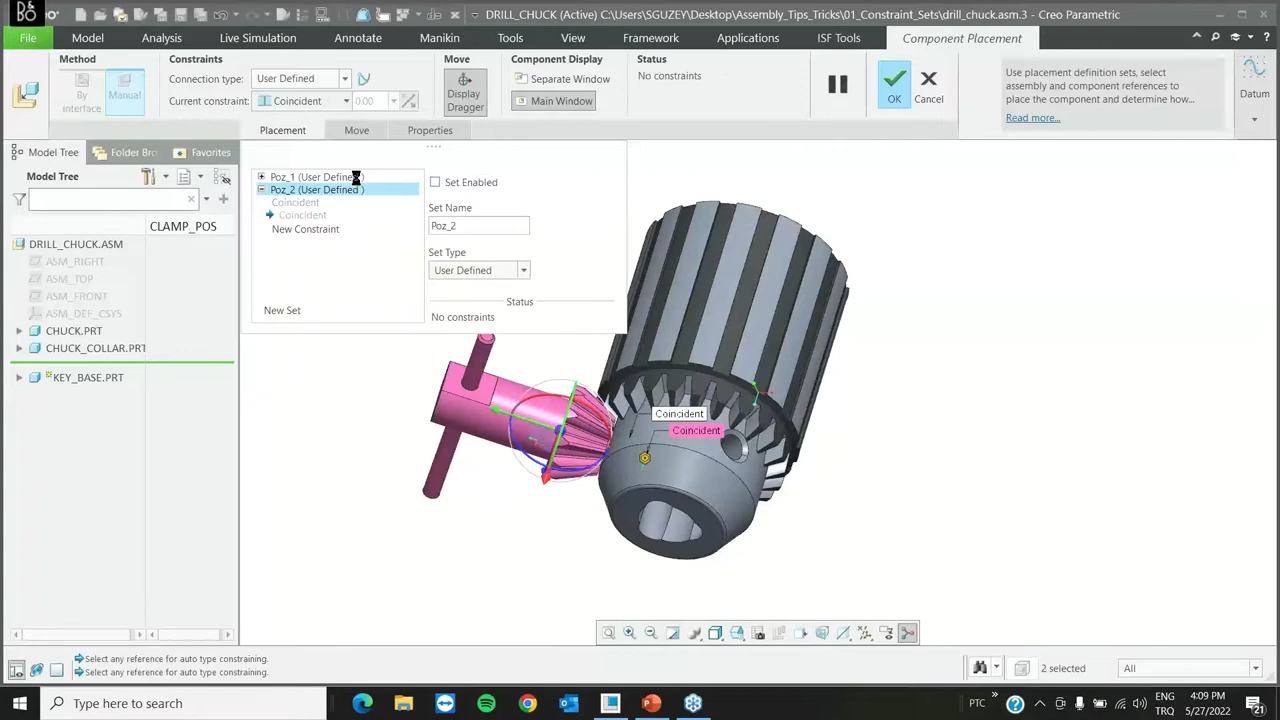 DRILL_CHUCK (Active) C:\Users\SGUZEY\Desktop\Assembly_Tips_Tricks\01_Constraint_Sets\drill_chuck.asm.3 - Creo Parametric
File Model Analysis Live Simulation Annotate Manikin Tools View Framework Applications ISF Tools Component Placement
Method Constraints Move Component Display Status
Connection type: User Defined
Separate Window
No constraints
By interface
Manual
Current constraint: Coincident 0.00
Display Dragger
Main Window
OK
Cancel
Use placement definition sets, select assembly and component references to place the component and determine how...
Read more...
Datum
Placement Move Properties
Model Tree Folder Bro Favorites
Model Tree
CLAMP_POS
DRILL_CHUCK.ASM
ASM_RIGHT
ASM_TOP
ASM_FRONT
ASM_DEF_CSYS
CHUCK.PRT
CHUCK_COLLAR.PRT
KEY_BASE.PRT
Poz_1 (User Defined )
Poz_2 (User Defined )
Coincident
Coincident
New Constraint
New Set
Set Enabled
Set Name
Poz_2
Set Type
User Defined
Status
No constraints
Coincident
Coincident
Select any reference for auto type constraining.
Select any reference for auto type constraining.
2 selected
All
Type here to search
PTC
ENG
TRQ
4:09 PM
5/27/2022
21